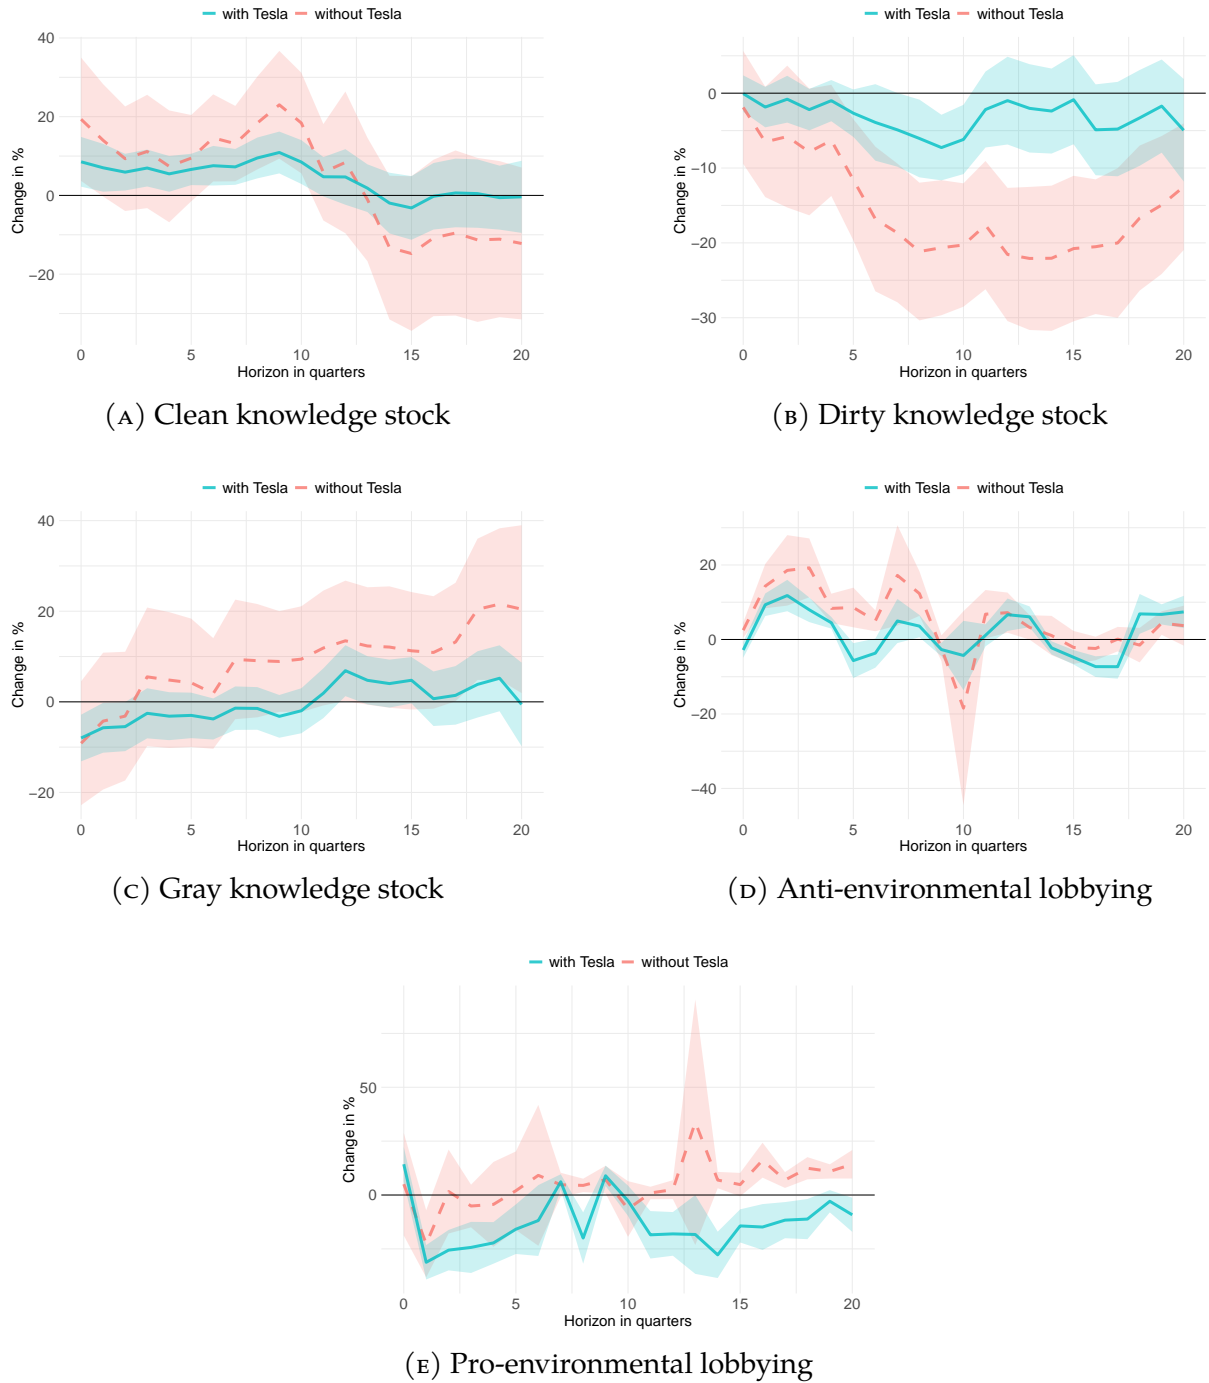 with Tesla without Tesla
40
20
0
−20
Change in %
0 5 10 15 20
Horizon in quarters
(A) Clean knowledge stock
with Tesla without Tesla
0
−10
−20
−30
Change in %
0 5 10 15 20
Horizon in quarters
(B) Dirty knowledge stock
with Tesla without Tesla
40
20
0
−20
Change in %
0 5 10 15 20
Horizon in quarters
(C) Gray knowledge stock
with Tesla without Tesla
20
0
−20
−40
Change in %
0 5 10 15 20
Horizon in quarters
(D) Anti-environmental lobbying
with Tesla without Tesla
50
0
Change in %
0 5 10 15 20
Horizon in quarters
(E) Pro-environmental lobbying